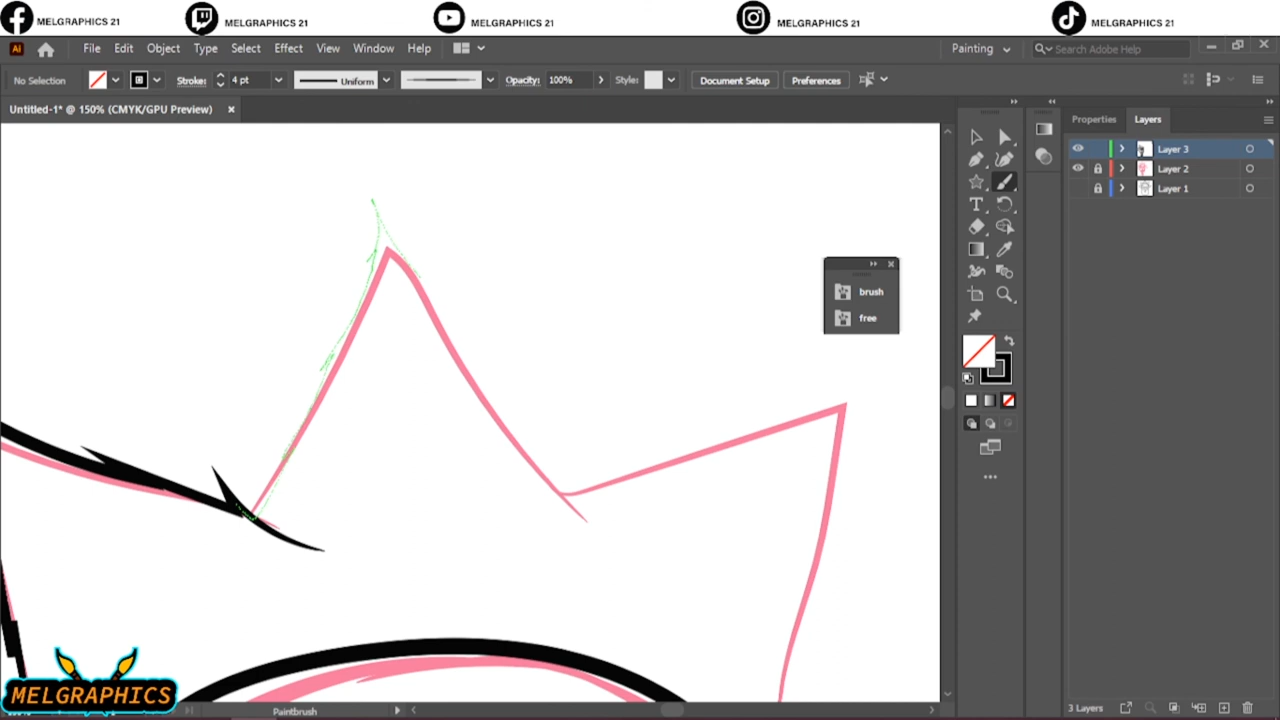 MELGRAPHICS 21 MELGRAPHICS 21 MELGRAPHICS 21 MELGRAPHICS 21 MELGRAPHICS 21
Ai File Edit Object Type Select Effect View Window Help Painting Search Adobe Help
No Selection Stroke: 4 pt Uniform Opacity: 100% Style: Document Setup Preferences
Untitled-1* @ 150% (CMYK/GPU Preview)
Properties Layers
Layer 3
Layer 2
Layer 1
brush
free
MELGRAPHICS
Paintbrush
3 Layers